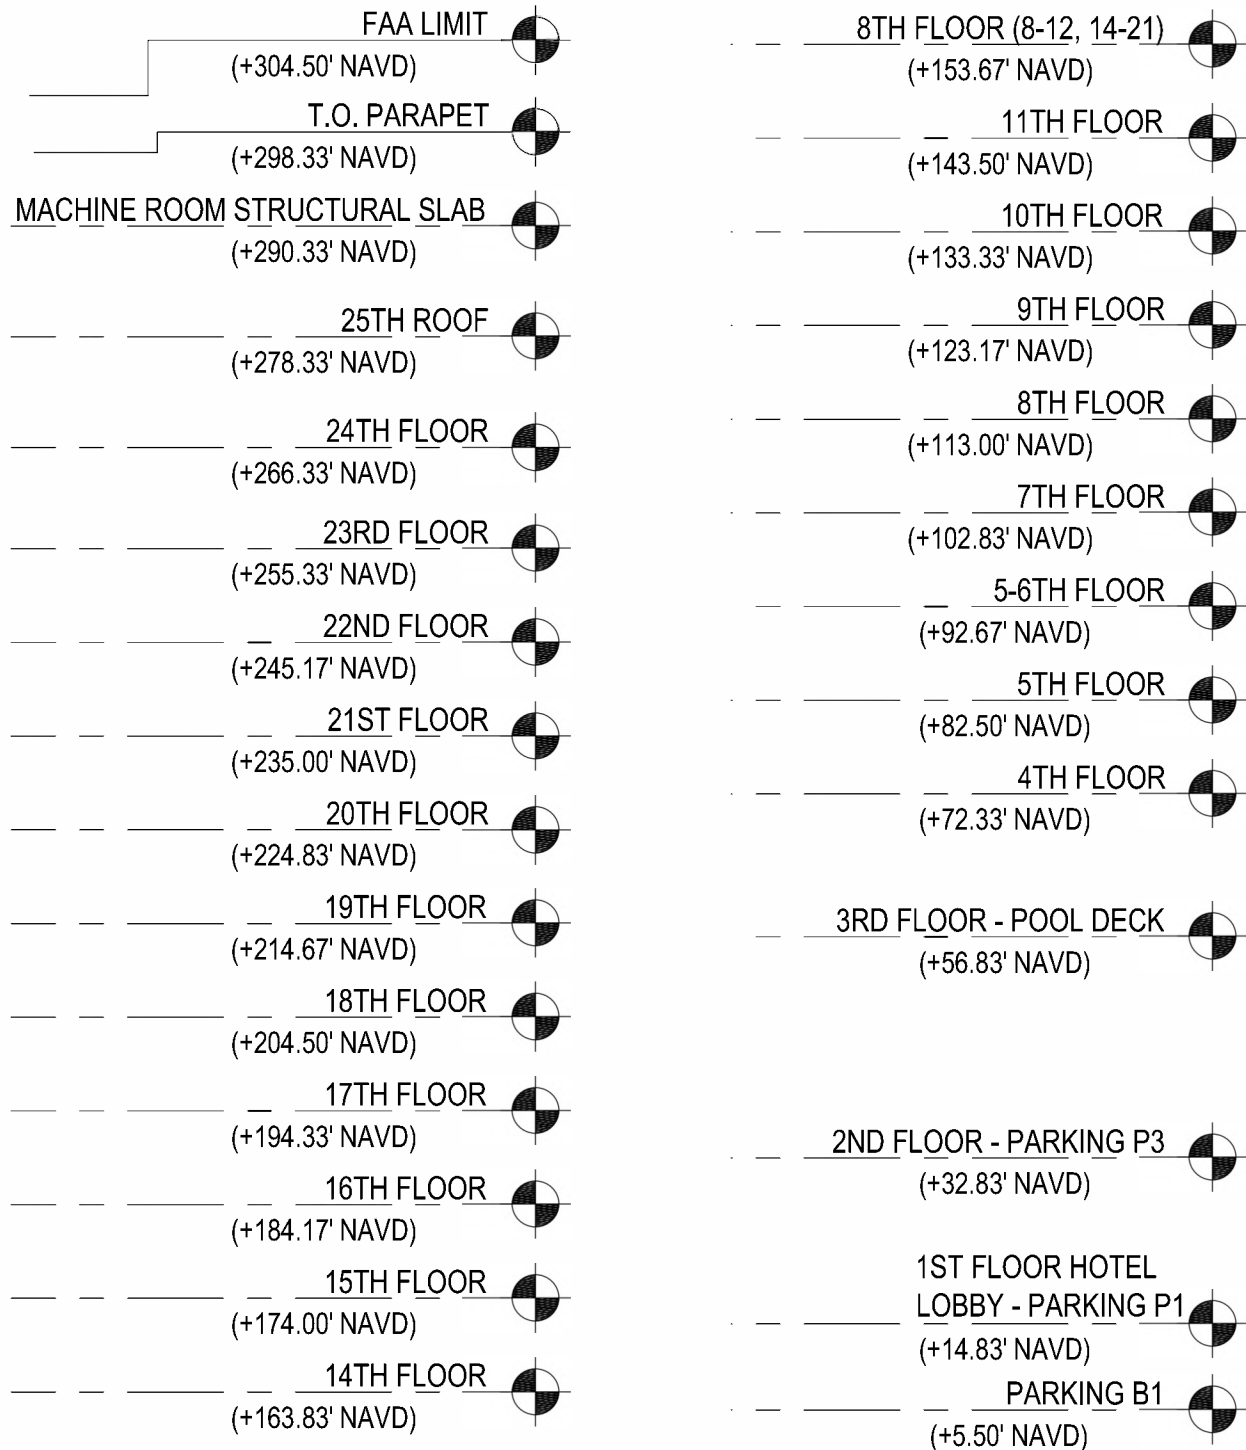 FAA LIMIT
(+304.50' NAVD)
T.O. PARAPET
(+298.33' NAVD)
MACHINE ROOM STRUCTURAL SLAB
(+290.33' NAVD)
25TH ROOF
(+278.33' NAVD)
24TH FLOOR
(+266.33' NAVD)
23RD FLOOR
(+255.33' NAVD)
22ND FLOOR
(+245.17' NAVD)
21ST FLOOR
(+235.00' NAVD)
20TH FLOOR
(+224.83' NAVD)
19TH FLOOR
(+214.67' NAVD)
18TH FLOOR
(+204.50' NAVD)
17TH FLOOR
(+194.33' NAVD)
16TH FLOOR
(+184.17' NAVD)
15TH FLOOR
(+174.00' NAVD)
14TH FLOOR
(+163.83' NAVD)
8TH FLOOR (8-12, 14-21)
(+153.67' NAVD)
11TH FLOOR
(+143.50' NAVD)
10TH FLOOR
(+133.33' NAVD)
9TH FLOOR
(+123.17' NAVD)
8TH FLOOR
(+113.00' NAVD)
7TH FLOOR
(+102.83' NAVD)
5-6TH FLOOR
(+92.67' NAVD)
5TH FLOOR
(+82.50' NAVD)
4TH FLOOR
(+72.33' NAVD)
3RD FLOOR - POOL DECK
(+56.83' NAVD)
2ND FLOOR - PARKING P3
(+32.83' NAVD)
1ST FLOOR HOTEL
LOBBY - PARKING P1
(+14.83' NAVD)
PARKING B1
(+5.50' NAVD)